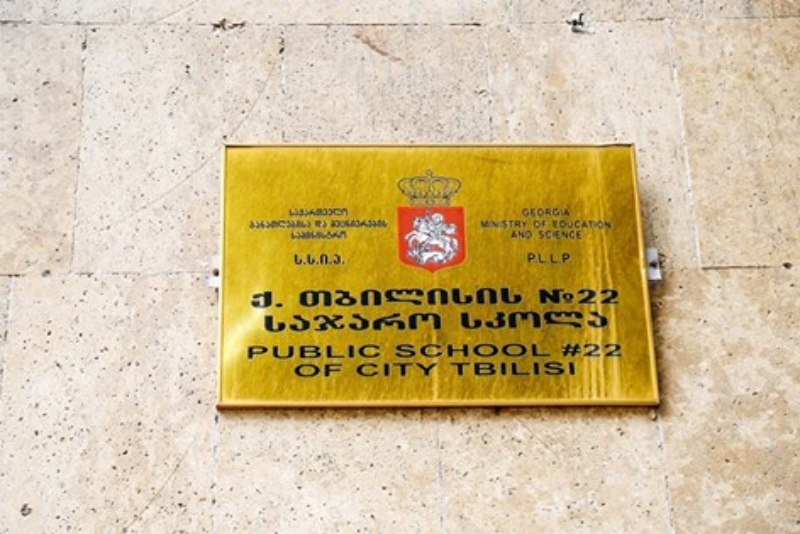 საქართველო
განათლებისა და მეცნიერების
სამინისტრო
ს.ს.ი.პ.
GEORGIA
MINISTRY OF EDUCATION
AND SCIENCE
P.L.L.P
ქ. თბილისის №22
საჯარო სკოლა
PUBLIC SCHOOL #22
OF CITY TBILISI